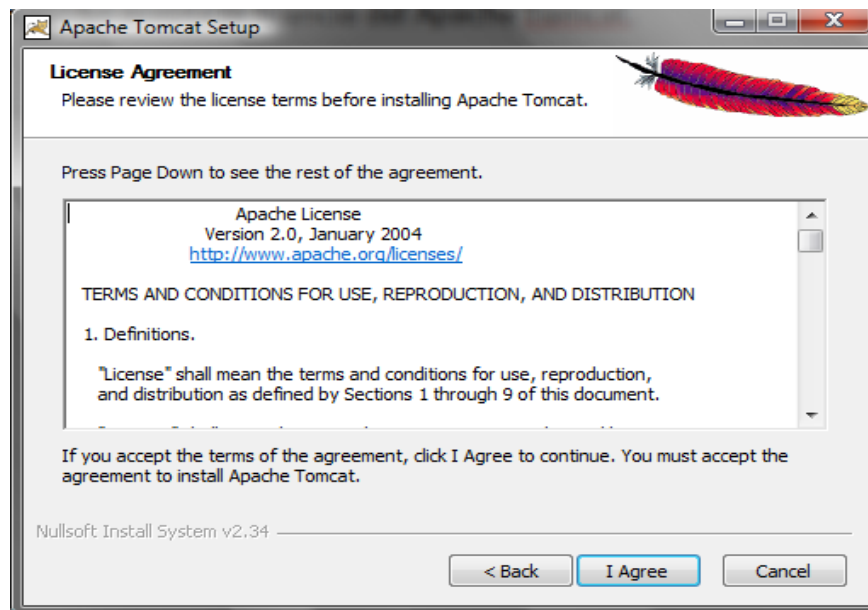 Apache Tomcat Setup
License Agreement
Please review the license terms before installing Apache Tomcat.
Press Page Down to see the rest of the agreement.
Apache License
Version 2.0, January 2004
http://www.apache.org/licenses/
TERMS AND CONDITIONS FOR USE, REPRODUCTION, AND DISTRIBUTION
1. Definitions.
"License" shall mean the terms and conditions for use, reproduction,
and distribution as defined by Sections 1 through 9 of this document.
If you accept the terms of the agreement, click I Agree to continue. You must accept the
agreement to install Apache Tomcat.
Nullsoft Install System v2.34
< Back
I Agree
Cancel